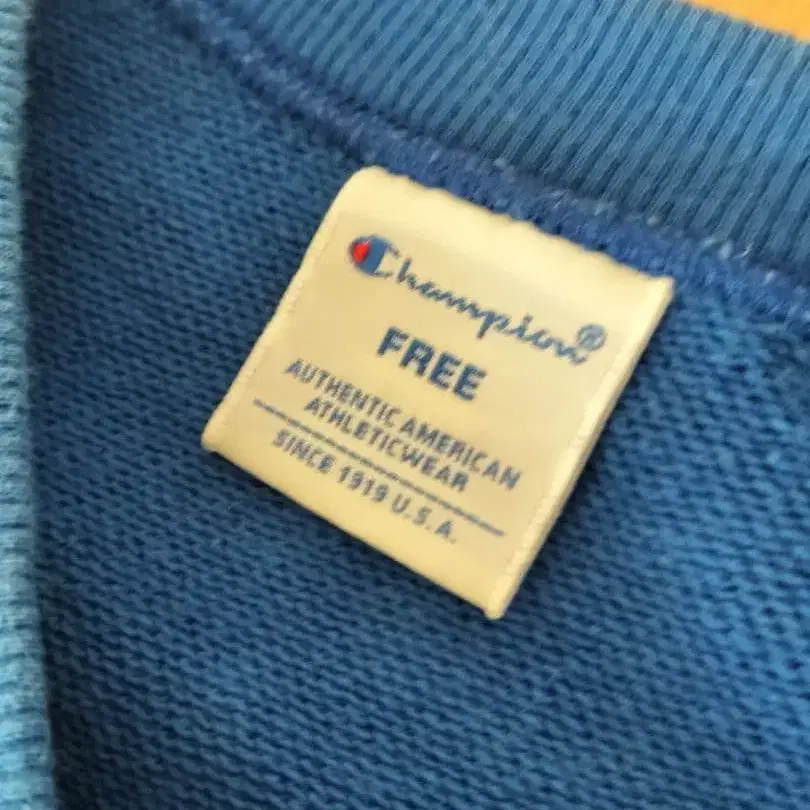 Champion®
FREE
AUTHENTIC AMERICAN
ATHLETICWEAR
SINCE 1919 U.S.A.